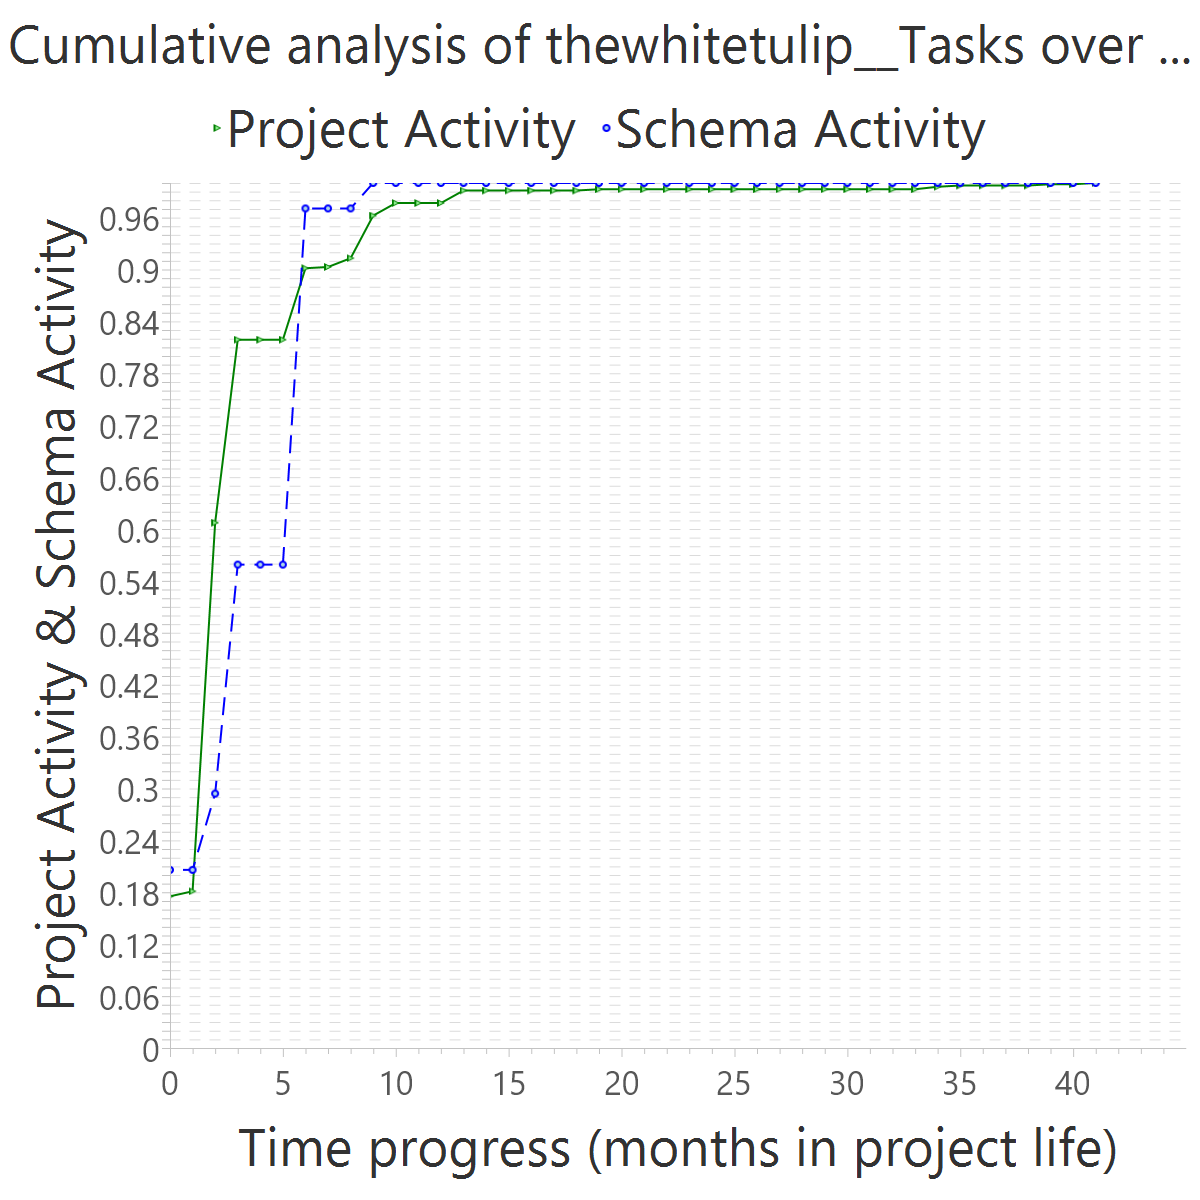 Cumulative analysis of thewhitetulip__Tasks over ...
Project Activity
Schema Activity
Project Activity & Schema Activity
0.96
0.9
0.84
0.78
0.72
0.66
0.6
0.54
0.48
0.42
0.36
0.3
0.24
0.18
0.12
0.06
0
0 5 10 15 20 25 30 35 40
Time progress (months in project life)